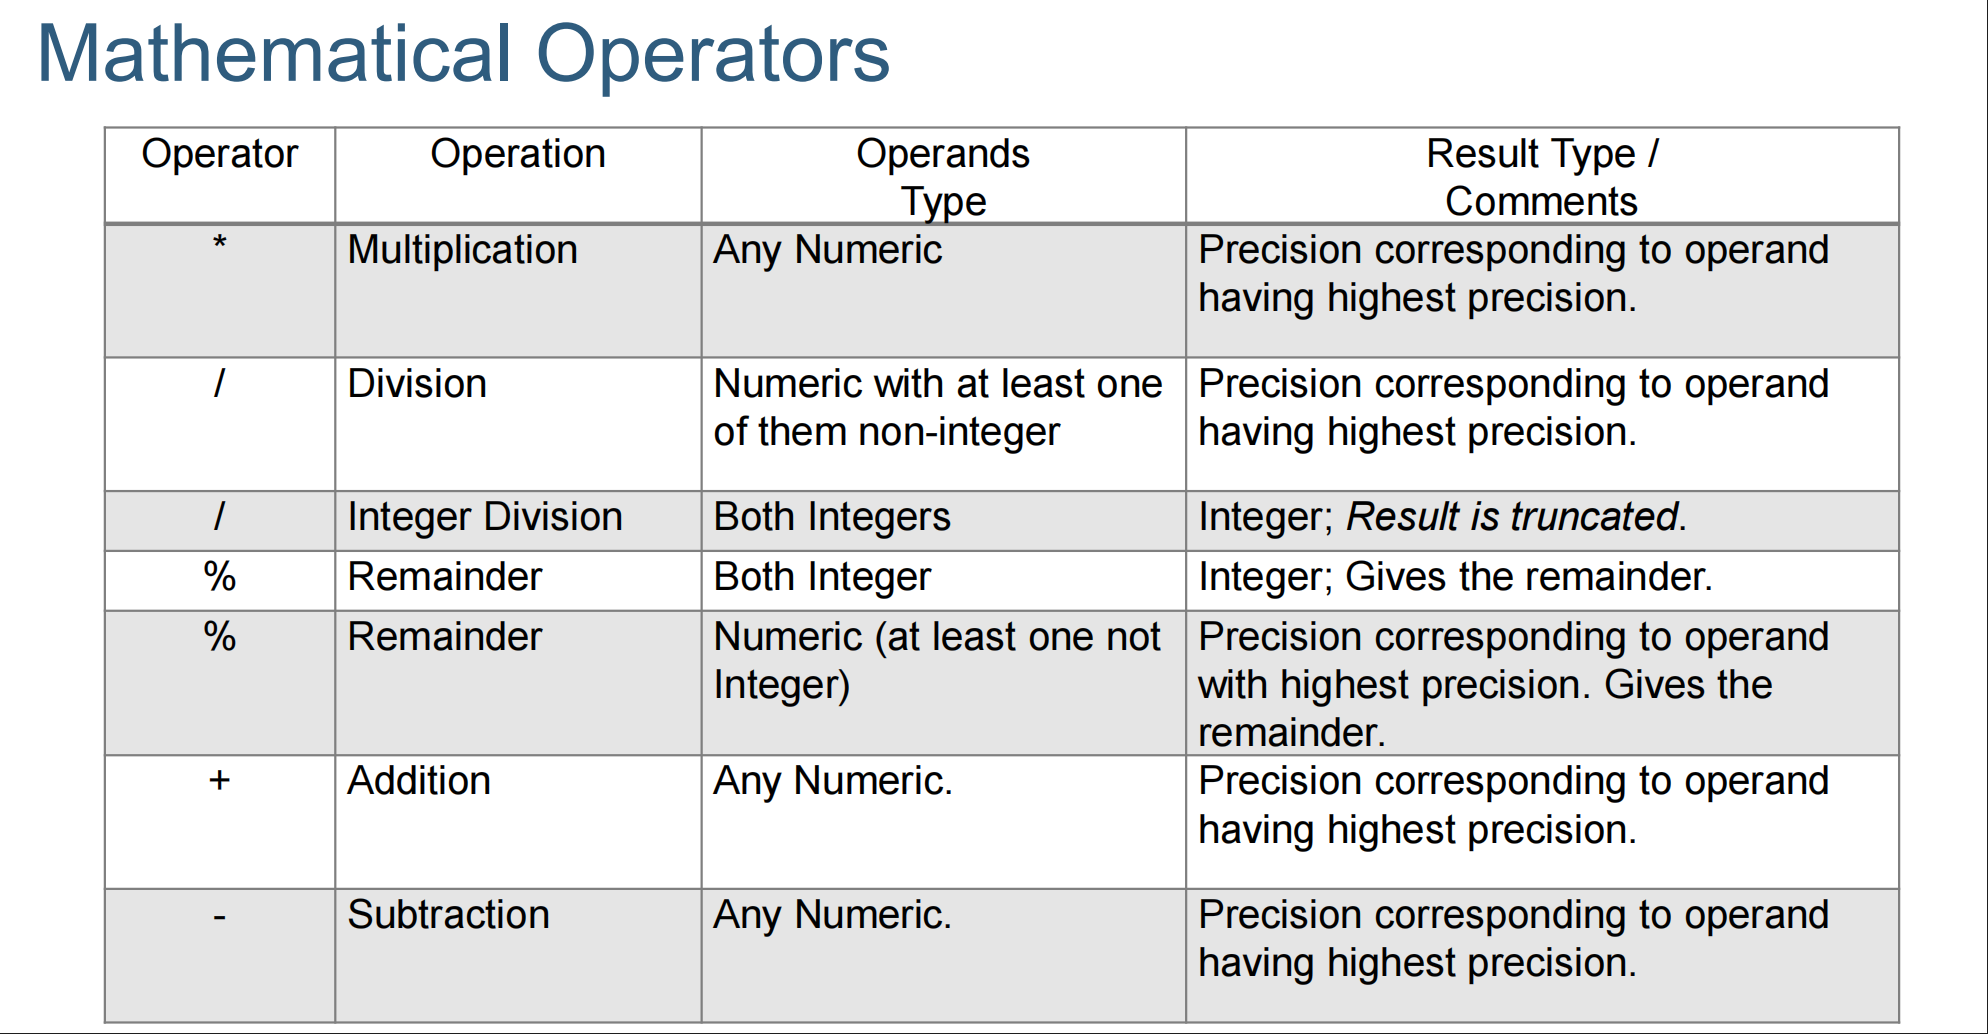 Mathematical Operators
Operator
Operation
Operands
Type
Result Type /
Comments
*
Multiplication
Any Numeric
Precision corresponding to operand
having highest precision.
/
Division
Numeric with at least one
of them non-integer
Precision corresponding to operand
having highest precision.
/
Integer Division
Both Integers
Integer; Result is truncated.
%
Remainder
Both Integer
Integer; Gives the remainder.
%
Remainder
Numeric (at least one not
Integer)
Precision corresponding to operand
with highest precision. Gives the
remainder.
+
Addition
Any Numeric.
Precision corresponding to operand
having highest precision.
-
Subtraction
Any Numeric.
Precision corresponding to operand
having highest precision.